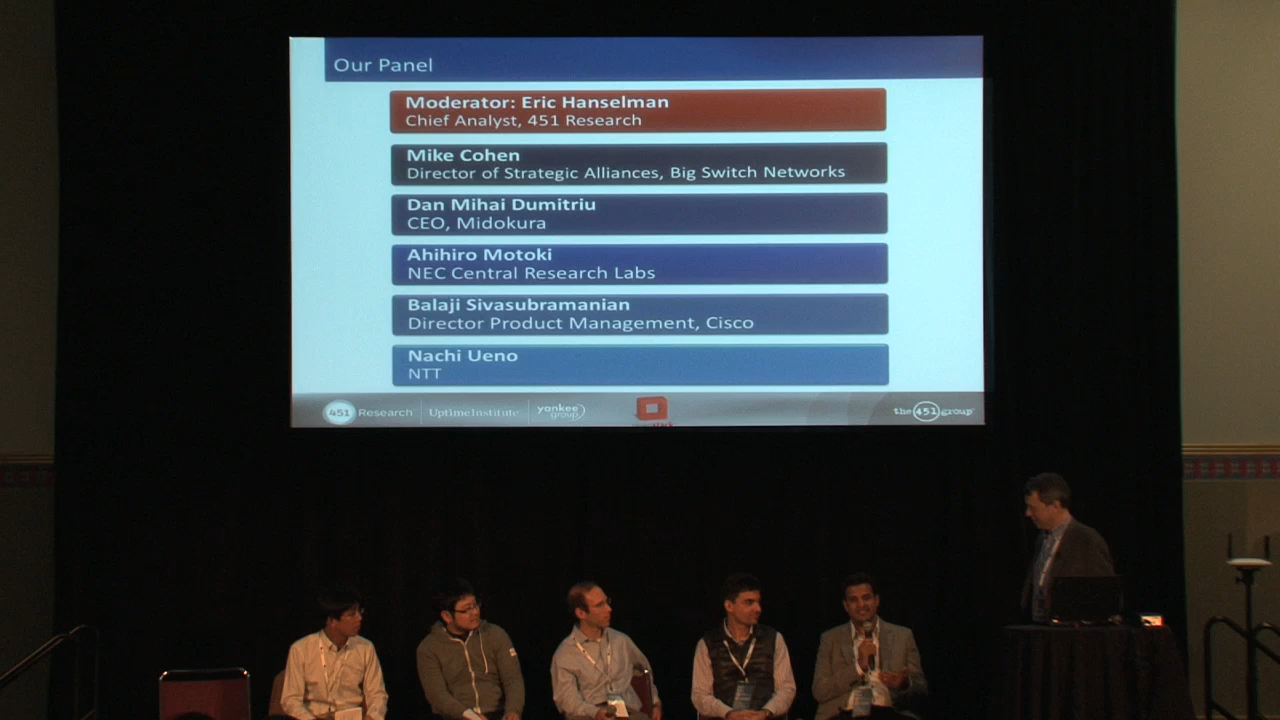 Our Panel
Moderator: Eric Hanselman
Chief Analyst, 451 Research
Mike Cohen
Director of Strategic Alliances, Big Switch Networks
Dan Mihai Dumitriu
CEO, Midokura
Ahihiro Motoki
NEC Central Research Labs
Balaji Sivasubramanian
Director Product Management, Cisco
Nachi Ueno
NTT
451 Research UptimeInstitute yankee group the 451 group